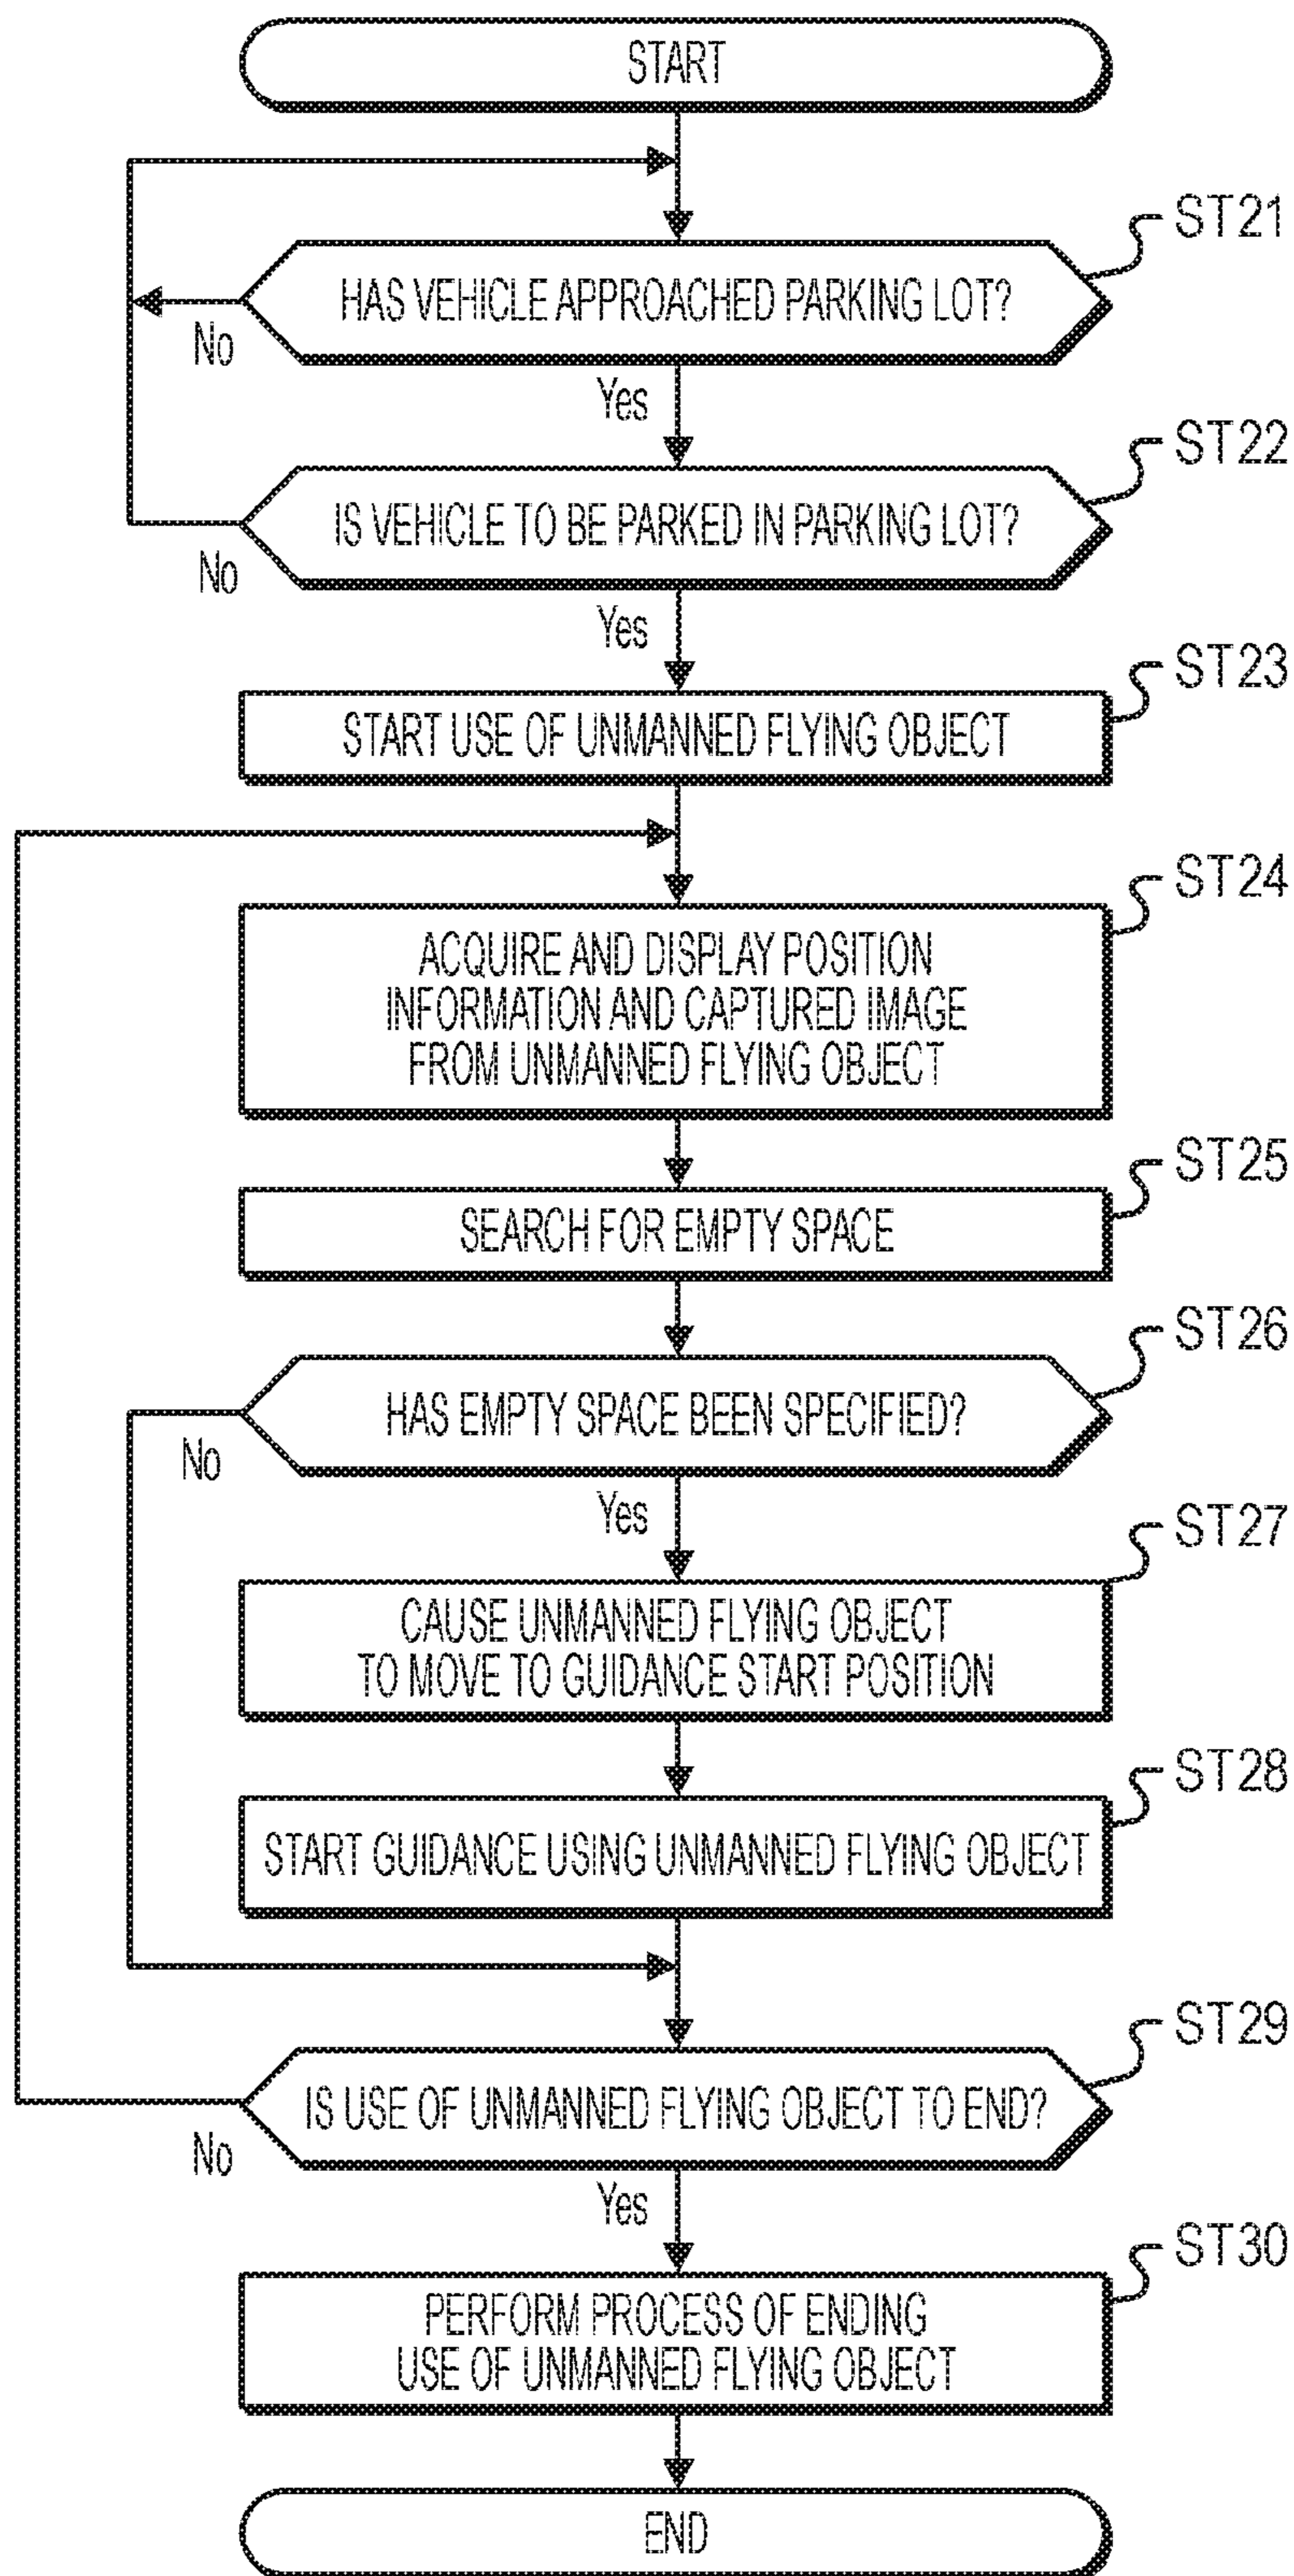 START
ST21
HAS VEHICLE APPROACHED PARKING LOT?
No
Yes
ST22
IS VEHICLE TO BE PARKED IN PARKING LOT?
No
Yes
ST23
START USE OF UNMANNED FLYING OBJECT
ST24
ACQUIRE AND DISPLAY POSITION
INFORMATION AND CAPTURED IMAGE
FROM UNMANNED FLYING OBJECT
ST25
SEARCH FOR EMPTY SPACE
ST26
HAS EMPTY SPACE BEEN SPECIFIED?
No
Yes
ST27
CAUSE UNMANNED FLYING OBJECT
TO MOVE TO GUIDANCE START POSITION
ST28
START GUIDANCE USING UNMANNED FLYING OBJECT
ST29
IS USE OF UNMANNED FLYING OBJECT TO END?
No
Yes
ST30
PERFORM PROCESS OF ENDING
USE OF UNMANNED FLYING OBJECT
END